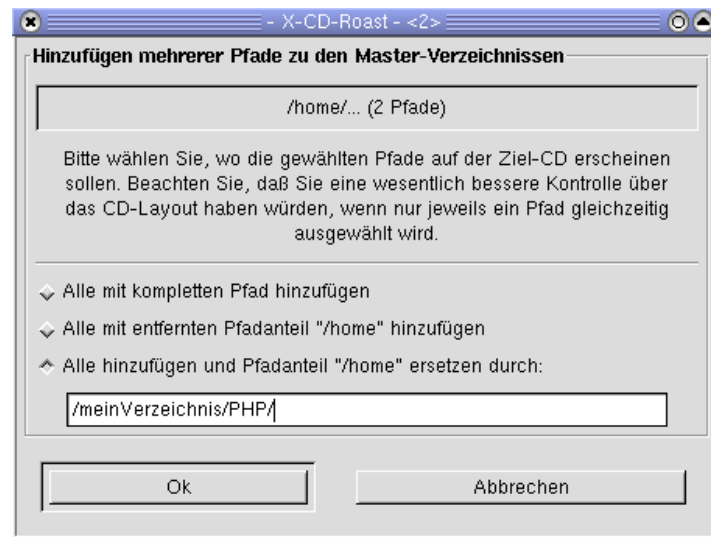 - X-CD-Roast - <2>
Hinzufügen mehrerer Pfade zu den Master-Verzeichnissen
/home/... (2 Pfade)
Bitte wählen Sie, wo die gewählten Pfade auf der Ziel-CD erscheinen
sollen. Beachten Sie, daß Sie eine wesentlich bessere Kontrolle über
das CD-Layout haben würden, wenn nur jeweils ein Pfad gleichzeitig
ausgewählt wird.
Alle mit kompletten Pfad hinzufügen
Alle mit entfernten Pfadanteil "/home" hinzufügen
Alle hinzufügen und Pfadanteil "/home" ersetzen durch:
/meinVerzeichnis/PHP/
Ok
Abbrechen